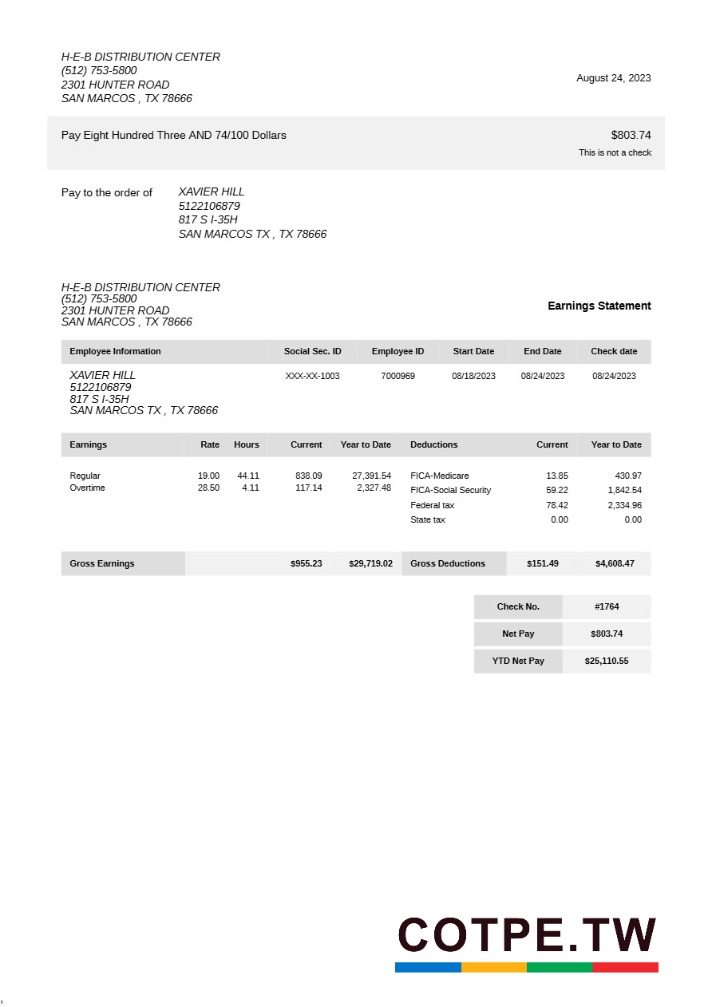 H-E-B DISTRIBUTION CENTER
(512) 753-5800
2301 HUNTER ROAD
SAN MARCOS , TX 78666
August 24, 2023
Pay Eight Hundred Three AND 74/100 Dollars $803.74
This is not a check
Pay to the order of XAVIER HILL
5122106879
817 S I-35H
SAN MARCOS TX , TX 78666
H-E-B DISTRIBUTION CENTER
(512) 753-5800
2301 HUNTER ROAD
SAN MARCOS , TX 78666
Earnings Statement
Employee Information Social Sec. ID Employee ID Start Date End Date Check date
XAVIER HILL XXX-XX-1003 7000969 08/18/2023 08/24/2023 08/24/2023
5122106879
817 S I-35H
SAN MARCOS TX , TX 78666
Earnings Rate Hours Current Year to Date Deductions Current Year to Date
Regular 19.00 44.11 838.09 27,391.54 FICA-Medicare 13.85 430.97
Overtime 28.50 4.11 117.14 2,327.48 FICA-Social Security 59.22 1,842.54
Federal tax 78.42 2,334.96
State tax 0.00 0.00
Gross Earnings $955.23 $29,719.02 Gross Deductions $151.49 $4,608.47
Check No. #1764
Net Pay $803.74
YTD Net Pay $25,110.55
COTPE.TW